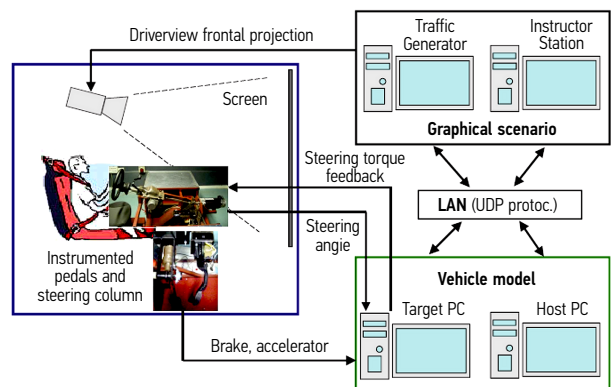 Driverview frontal projection
Traffic
Generator
Instructor
Station
Graphical scenario
Screen
Steering torque
feedback
LAN (UDP protoc.)
Steering
angle
Instrumented
pedals and
steering column
Vehicle model
Target PC
Host PC
Brake, accelerator